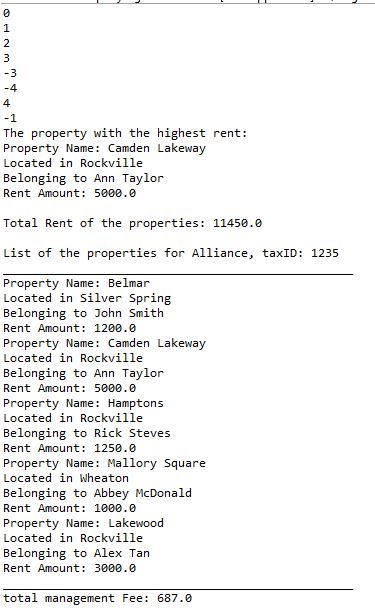 0
1
2
3
-3
-4
4
-1
The property with the highest rent:
Property Name: Camden Lakeway
Located in Rockville
Belonging to Ann Taylor
Rent Amount: 5000.0
Total Rent of the properties: 11450.0
List of the properties for Alliance, taxID: 1235
Property Name: Belmar
Located in Silver Spring
Belonging to John Smith
Rent Amount: 1200.0
Property Name: Camden Lakeway
Located in Rockville
Belonging to Ann Taylor
Rent Amount: 5000.0
Property Name: Hamptons
Located in Rockville
Belonging to Rick Steves
Rent Amount: 1250.0
Property Name: Mallory Square
Located in Wheaton
Belonging to Abbey McDonald
Rent Amount: 1000.0
Property Name: Lakewood
Located in Rockville
Belonging to Alex Tan
Rent Amount: 3000.0
total management Fee: 687.0